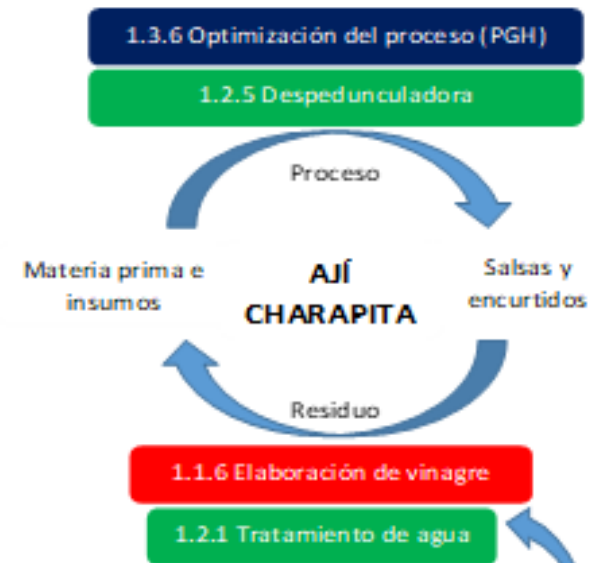 1.3.6 Optimización del proceso (PGH)
1.2.5 Despedunculadora
Proceso
Materia prima e
insumos
AJÍ
CHARAPITA
Salsas y
encurtidos
Residuo
1.1.6 Elaboración de vinagre
1.2.1 Tratamiento de agua